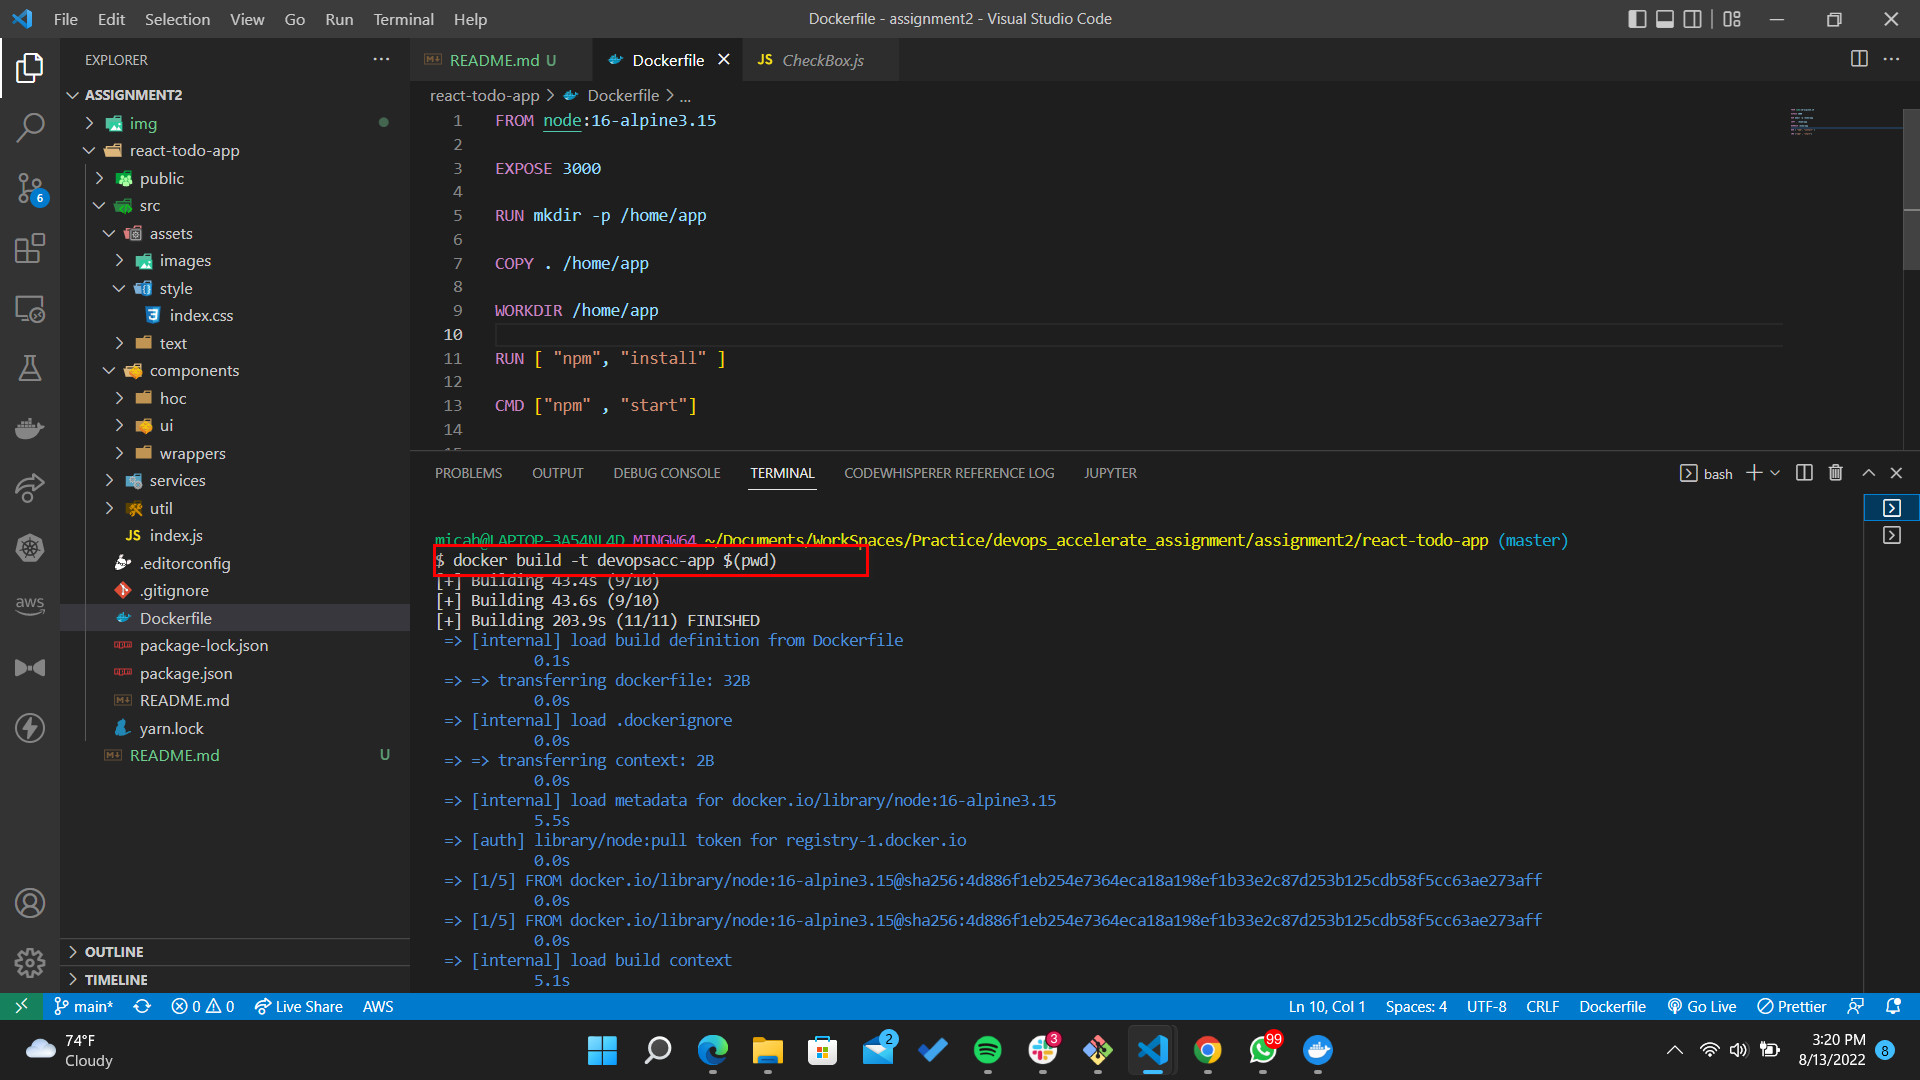 File Edit Selection View Go Run Terminal Help
Dockerfile - assignment2 - Visual Studio Code
EXPLORER
ASSIGNMENT2
img
react-todo-app
public
src
assets
images
style
index.css
text
components
hoc
ui
wrappers
services
util
JS index.js
.editorconfig
.gitignore
Dockerfile
package-lock.json
package.json
README.md
yarn.lock
README.md U
OUTLINE
TIMELINE
6
aws
README.md U
Dockerfile
JS CheckBox.js
react-todo-app > Dockerfile > ...
1 FROM node:16-alpine3.15
2
3 EXPOSE 3000
4
5 RUN mkdir -p /home/app
6
7 COPY . /home/app
8
9 WORKDIR /home/app
10
11 RUN [ "npm", "install" ]
12
13 CMD ["npm" , "start"]
14
PROBLEMS OUTPUT DEBUG CONSOLE TERMINAL CODEWHISPERER REFERENCE LOG JUPYTER
bash
micah@LAPTOP-3A54NL4D MINGW64 ~/Documents/WorkSpaces/Practice/devops_accelerate_assignment/assignment2/react-todo-app (master)
$ docker build -t devopsacc-app $(pwd)
[+] Building 43.4s (9/10)
[+] Building 43.6s (9/10)
[+] Building 203.9s (11/11) FINISHED
=> [internal] load build definition from Dockerfile
0.1s
=> => transferring dockerfile: 32B
0.0s
=> [internal] load .dockerignore
0.0s
=> => transferring context: 2B
0.0s
=> [internal] load metadata for docker.io/library/node:16-alpine3.15
5.5s
=> [auth] library/node:pull token for registry-1.docker.io
0.0s
=> [1/5] FROM docker.io/library/node:16-alpine3.15@sha256:4d886f1eb254e7364eca18a198ef1b33e2c87d253b125cdb58f5cc63ae273aff
0.0s
=> [1/5] FROM docker.io/library/node:16-alpine3.15@sha256:4d886f1eb254e7364eca18a198ef1b33e2c87d253b125cdb58f5cc63ae273aff
0.0s
=> [internal] load build context
5.1s
main* 0 0 Live Share AWS
Ln 10, Col 1 Spaces: 4 UTF-8 CRLF Dockerfile Go Live Prettier
74°F
Cloudy
2
3
99
3:20 PM
8/13/2022
8